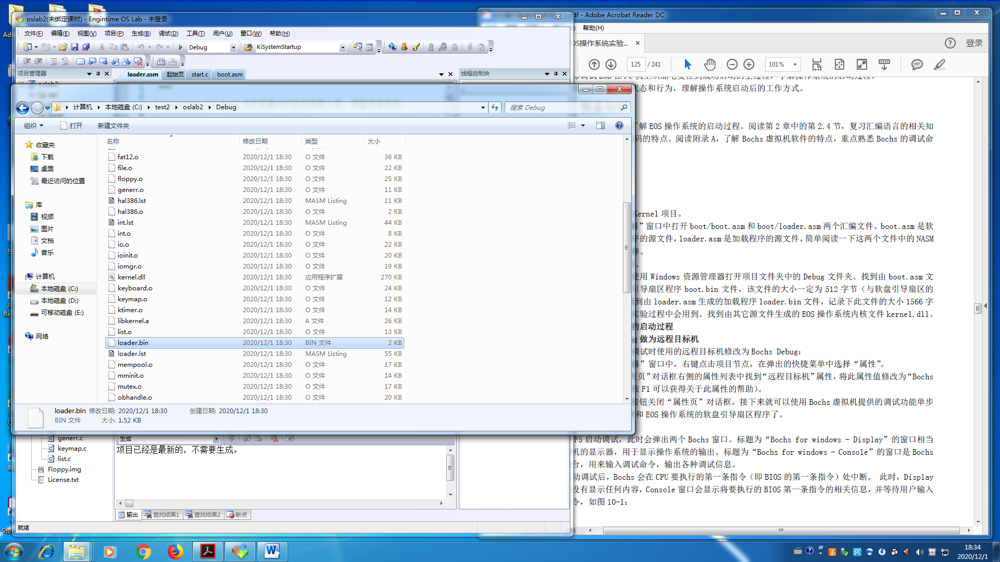 oslab2(未绑定课时) - Engintime OS Lab - 未登录
文件(F) 编辑(E) 视图(V) 项目(P) 生成(B) 调试(D) 工具(T) 用户(U) 窗口(W) 帮助(H)
Debug KiSystemStartup
项目管理器
loader.asm 起始页 start.c boot.asm
线程控制块
df - Adobe Acrobat Reader DC
帮助(H)
OS操作系统实验...
登录
125 / 241 101%
计算机 本地磁盘 (C:) test2 oslab2 Debug
搜索 Debug
组织 打开 新建文件夹
收藏夹
下载
桌面
最近访问的位置
库
视频
图片
文档
音乐
计算机
本地磁盘 (C:)
本地磁盘 (D:)
可移动磁盘 (E:)
网络
名称 修改日期 类型 大小
fat12.o 2020/12/1 18:30 O 文件 36 KB
file.o 2020/12/1 18:30 O 文件 22 KB
floppy.o 2020/12/1 18:30 O 文件 25 KB
generr.o 2020/12/1 18:30 O 文件 11 KB
hal386.lst 2020/12/1 18:30 MASM Listing 11 KB
hal386.o 2020/12/1 18:30 O 文件 2 KB
int.lst 2020/12/1 18:30 MASM Listing 44 KB
int.o 2020/12/1 18:30 O 文件 8 KB
io.o 2020/12/1 18:30 O 文件 22 KB
ioinit.o 2020/12/1 18:30 O 文件 20 KB
iomgr.o 2020/12/1 18:30 O 文件 19 KB
kernel.dll 2020/12/1 18:30 应用程序扩展 270 KB
keyboard.o 2020/12/1 18:30 O 文件 24 KB
keymap.o 2020/12/1 18:30 O 文件 12 KB
ktimer.o 2020/12/1 18:30 O 文件 14 KB
libkernel.a 2020/12/1 18:30 A 文件 26 KB
list.o 2020/12/1 18:30 O 文件 13 KB
loader.bin 2020/12/1 18:30 BIN 文件 2 KB
loader.lst 2020/12/1 18:30 MASM Listing 55 KB
mempool.o 2020/12/1 18:30 O 文件 17 KB
mminit.o 2020/12/1 18:30 O 文件 14 KB
mutex.o 2020/12/1 18:30 O 文件 17 KB
obhandle.o 2020/12/1 18:30 O 文件 20 KB
loader.bin 修改日期: 2020/12/1 18:30 创建日期: 2020/12/1 18:30
BIN 文件 大小: 1.52 KB
generr.c
keymap.c
list.c
Floppy.img
License.txt
生成
项目已经是最新的，不需要生成。
输出 查找结果1 查找结果2 断点
就绪
状态和行为，理解操作系统启动后的工作方式。
了解 EOS 操作系统的启动过程。阅读第 2 章中的第 2.4 节，复习汇编语言的相关知
码的特点。阅读附录 A，了解 Bochs 虚拟机软件的特点，重点熟悉 Bochs 的调试命
Kernel 项目。
器”窗口中打开 boot/boot.asm 和 boot/loader.asm 两个汇编文件。boot.asm 是软
序的源文件，loader.asm 是加载程序的源文件。简单阅读一下这两个文件中的 NASM
使用 Windows 资源管理器打开项目文件夹中的 Debug 文件夹。找到由 boot.asm 文
引导扇区程序 boot.bin 文件，该文件的大小一定为 512 字节（与软盘引导扇区的
到由 loader.asm 生成的加载程序 loader.bin 文件，记录下此文件的大小 1566 字
实验过程中会用到。找到由其它源文件生成的 EOS 操作系统内核文件 kernel.dll。
的启动过程
g 做为远程目标机
调试时使用的远程目标机修改为 Bochs Debug：
器”窗口中，右键点击项目节点，在弹出的快捷菜单中选择“属性”。
性页”对话框右侧的属性列表中找到“远程目标机”属性，将此属性值修改为“Bochs
按 F1 可以获得关于此属性的帮助）。
按钮关闭“属性页”对话框。接下来就可以使用 Bochs 虚拟机提供的调试功能单步
和 EOS 操作系统的软盘引导扇区程序了。
F5 启动调试，此时会弹出两个 Bochs 窗口。标题为“Bochs for windows - Display”的窗口相当
机的显示器，用于显示操作系统的输出。标题为“Bochs for windows - Console”的窗口是 Bochs
台，用来输入调试命令，输出各种调试信息。
动调试后，Bochs 会在 CPU 要执行的第一条指令（即 BIOS 的第一条指令）处中断。 此时，Display
没有显示任何内容，Console 窗口会显示将要执行的 BIOS 第一条指令的相关信息，并等待用户输入
令，如图 10-1：
18:34
2020/12/1